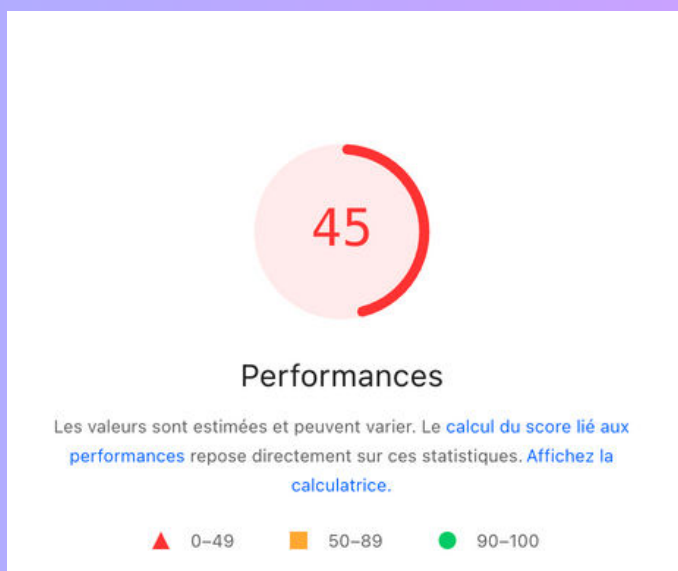 45
Performances
Les valeurs sont estimées et peuvent varier. Le calcul du score lié aux
performances repose directement sur ces statistiques. Affichez la
calculatrice.
0–49 50–89 90–100